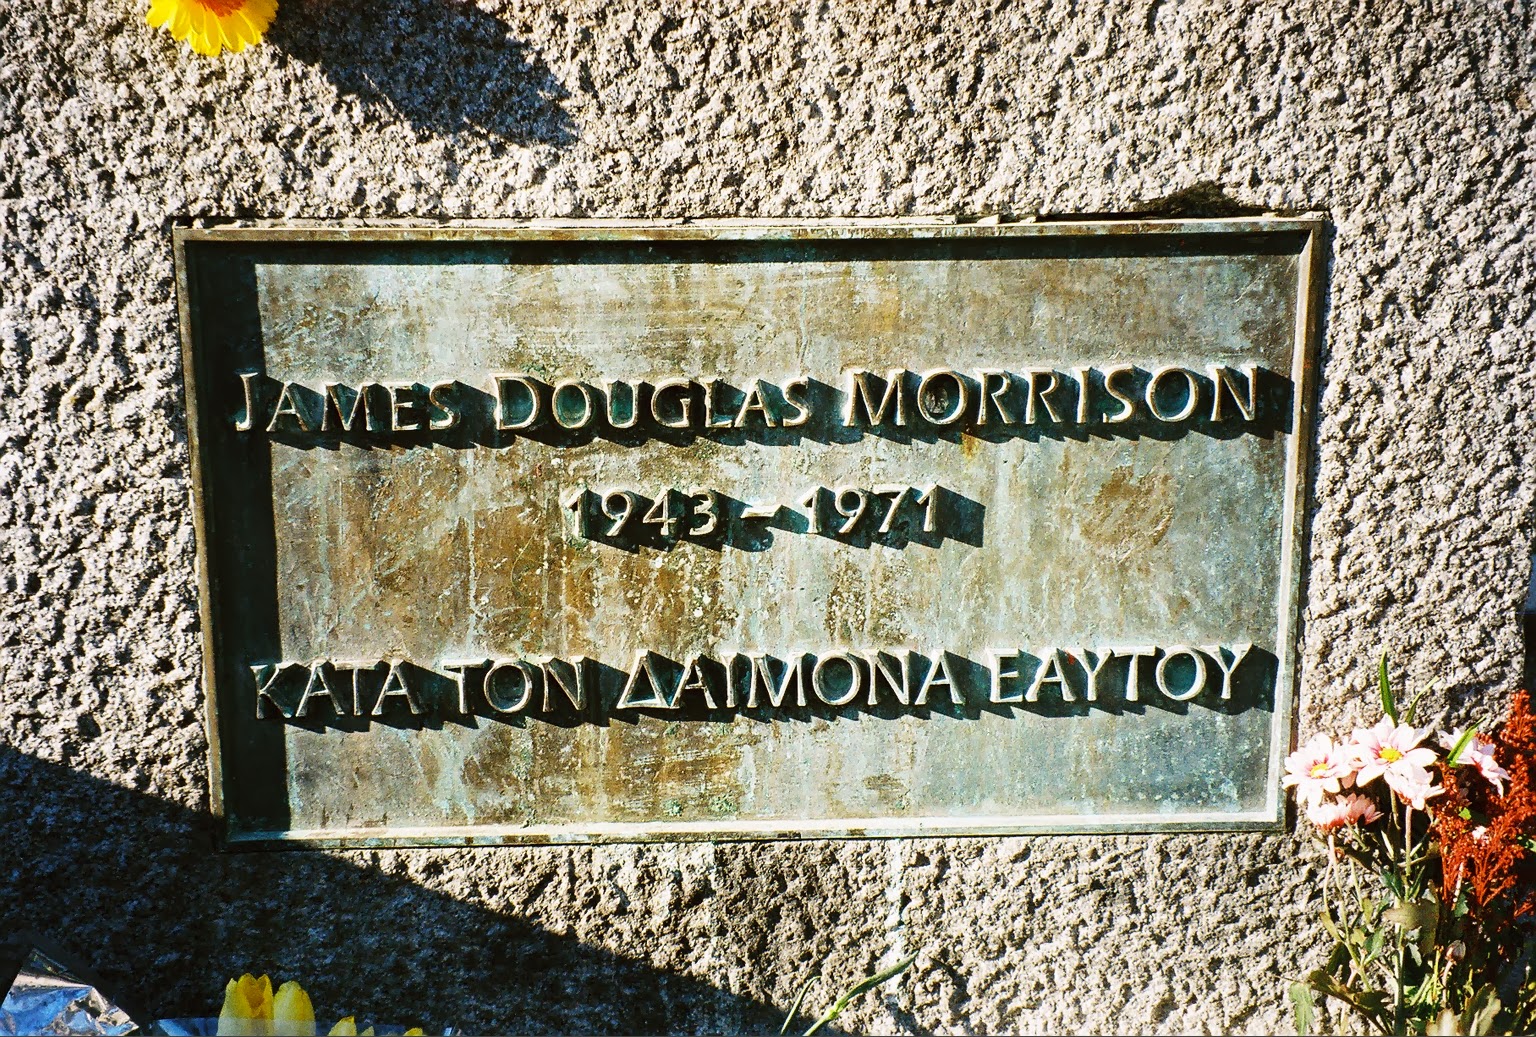 JAMES DOUGLAS MORRISON
1943 – 1971
ΚΑΤΑ ΤΟΝ ΔΑΙΜΟΝΑ ΕΑΥΤΟΥ